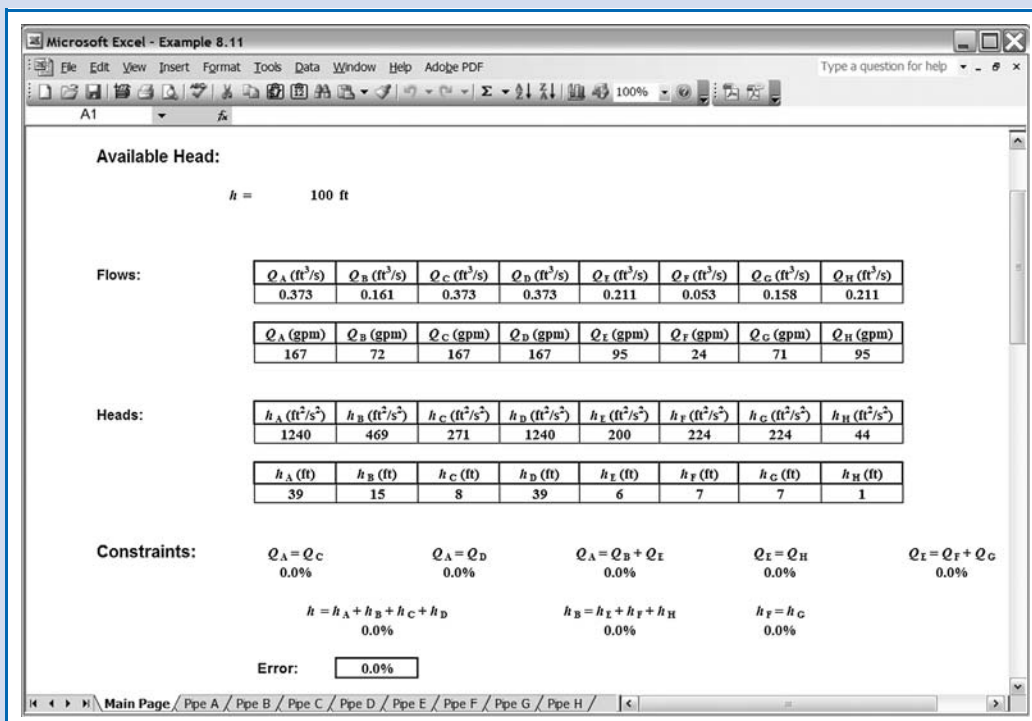 Microsoft Excel - Example 8.11
File Edit View Insert Format Tools Data Window Help Adobe PDF Type a question for help
100%
A1 fx
Available Head:
h = 100 ft
Flows: Q_A (ft³/s) Q_B (ft³/s) Q_C (ft³/s) Q_D (ft³/s) Q_E (ft³/s) Q_F (ft³/s) Q_G (ft³/s) Q_H (ft³/s)
0.373 0.161 0.373 0.373 0.211 0.053 0.158 0.211
Q_A (gpm) Q_B (gpm) Q_C (gpm) Q_D (gpm) Q_E (gpm) Q_F (gpm) Q_G (gpm) Q_H (gpm)
167 72 167 167 95 24 71 95
Heads: h_A (ft²/s²) h_B (ft²/s²) h_C (ft²/s²) h_D (ft²/s²) h_E (ft²/s²) h_F (ft²/s²) h_G (ft²/s²) h_H (ft²/s²)
1240 469 271 1240 200 224 224 44
h_A (ft) h_B (ft) h_C (ft) h_D (ft) h_E (ft) h_F (ft) h_G (ft) h_H (ft)
39 15 8 39 6 7 7 1
Constraints: Q_A = Q_C Q_A = Q_D Q_A = Q_B + Q_E Q_E = Q_H Q_E = Q_F + Q_G
0.0% 0.0% 0.0% 0.0% 0.0%
h = h_A + h_B + h_C + h_D h_B = h_E + h_F + h_H h_F = h_G
0.0% 0.0% 0.0%
Error: 0.0%
Main Page / Pipe A / Pipe B / Pipe C / Pipe D / Pipe E / Pipe F / Pipe G / Pipe H /